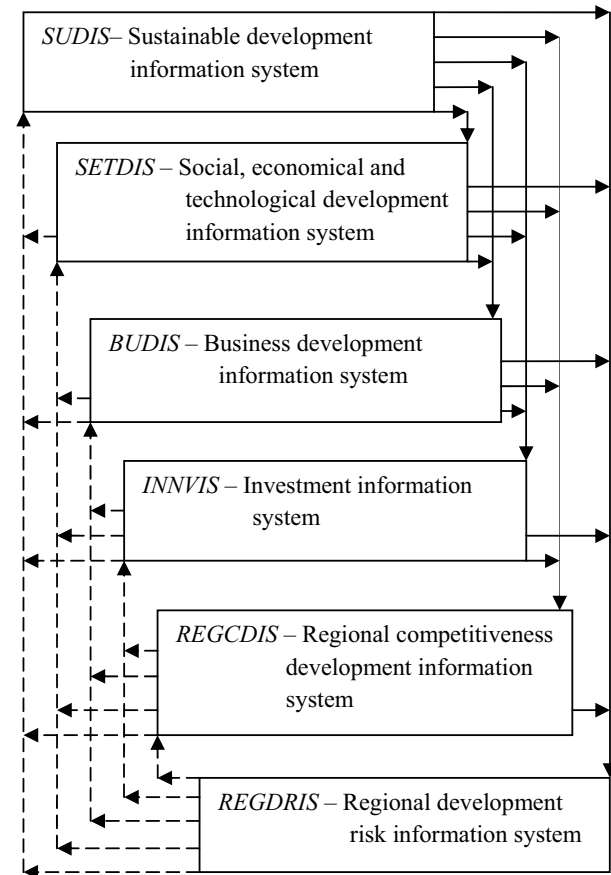 SUDIS– Sustainable development
information system
SETDIS – Social, economical and
technological development
information system
BUDIS – Business development
information system
INNVIS – Investment information
system
REGCDIS – Regional competitiveness
development information
system
REGDRIS – Regional development
risk information system